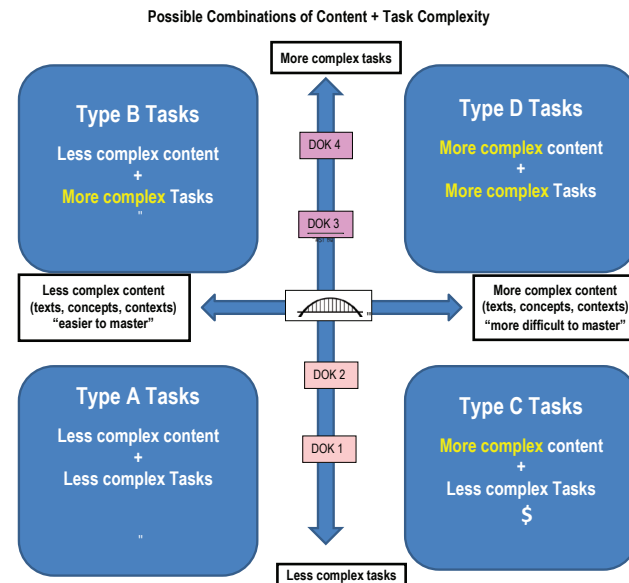 Possible Combinations of Content + Task Complexity
More complex tasks
Type B Tasks
Less complex content
+
More complex Tasks
"
DOK 4
DOK 3
Type D Tasks
More complex content
+
More complex Tasks
Less complex content
(texts, concepts, contexts)
“easier to master”
"
More complex content
(texts, concepts, contexts)
“more difficult to master”
DOK 2
DOK 1
Type A Tasks
Less complex content
+
Less complex Tasks
"
Type C Tasks
More complex content
+
Less complex Tasks
$
Less complex tasks